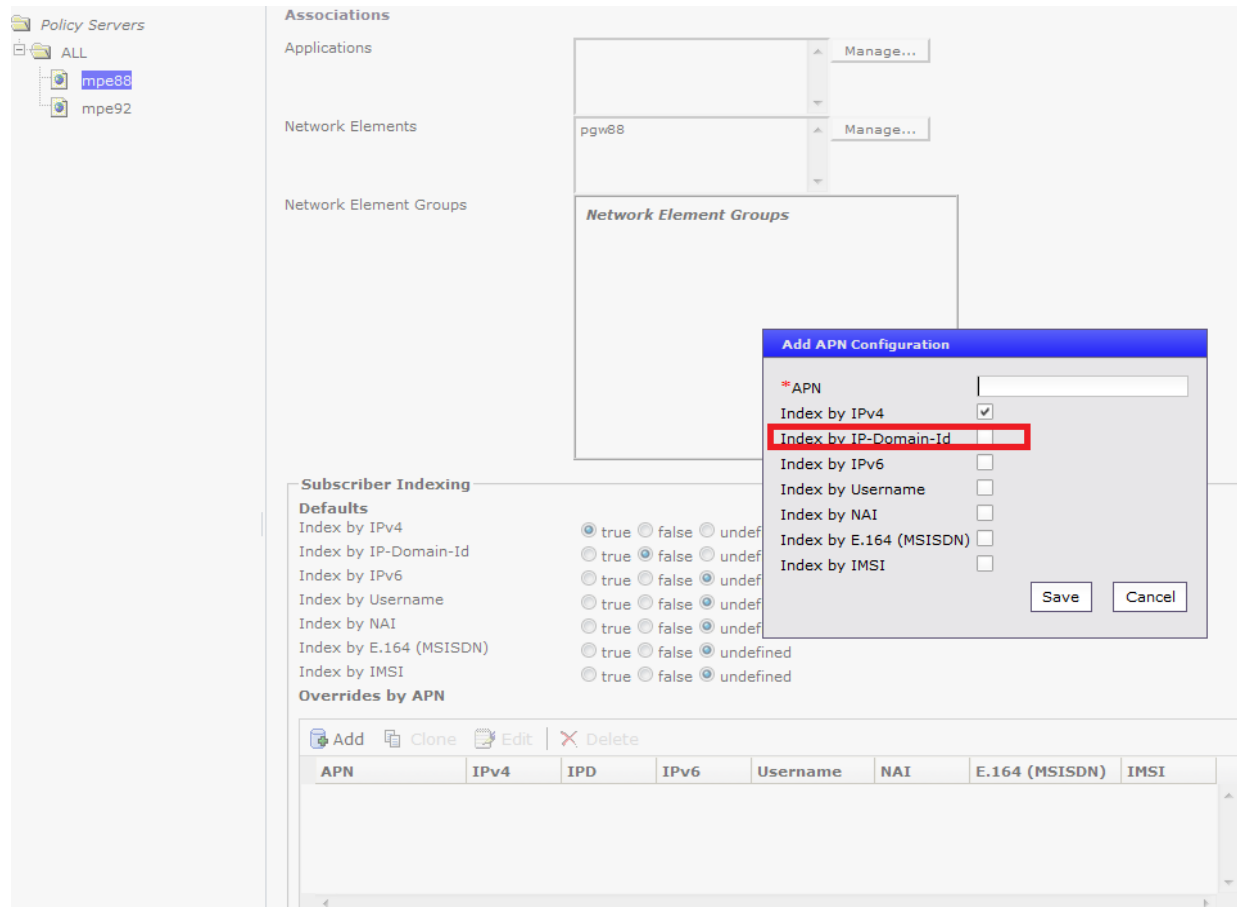 Policy Servers
ALL
mpe88
mpe92
Associations
Applications
Manage...
Network Elements
pgw88
Manage...
Network Element Groups
Network Element Groups
Add APN Configuration
*APN
Index by IPv4
Index by IP-Domain-Id
Index by IPv6
Index by Username
Index by NAI
Index by E.164 (MSISDN)
Index by IMSI
Save Cancel
Subscriber Indexing
Defaults
Index by IPv4 true false undef
Index by IP-Domain-Id true false undef
Index by IPv6 true false undef
Index by Username true false undef
Index by NAI true false undef
Index by E.164 (MSISDN) true false undefined
Index by IMSI true false undefined
Overrides by APN
Add Clone Edit Delete
APN IPv4 IPD IPv6 Username NAI E.164 (MSISDN) IMSI